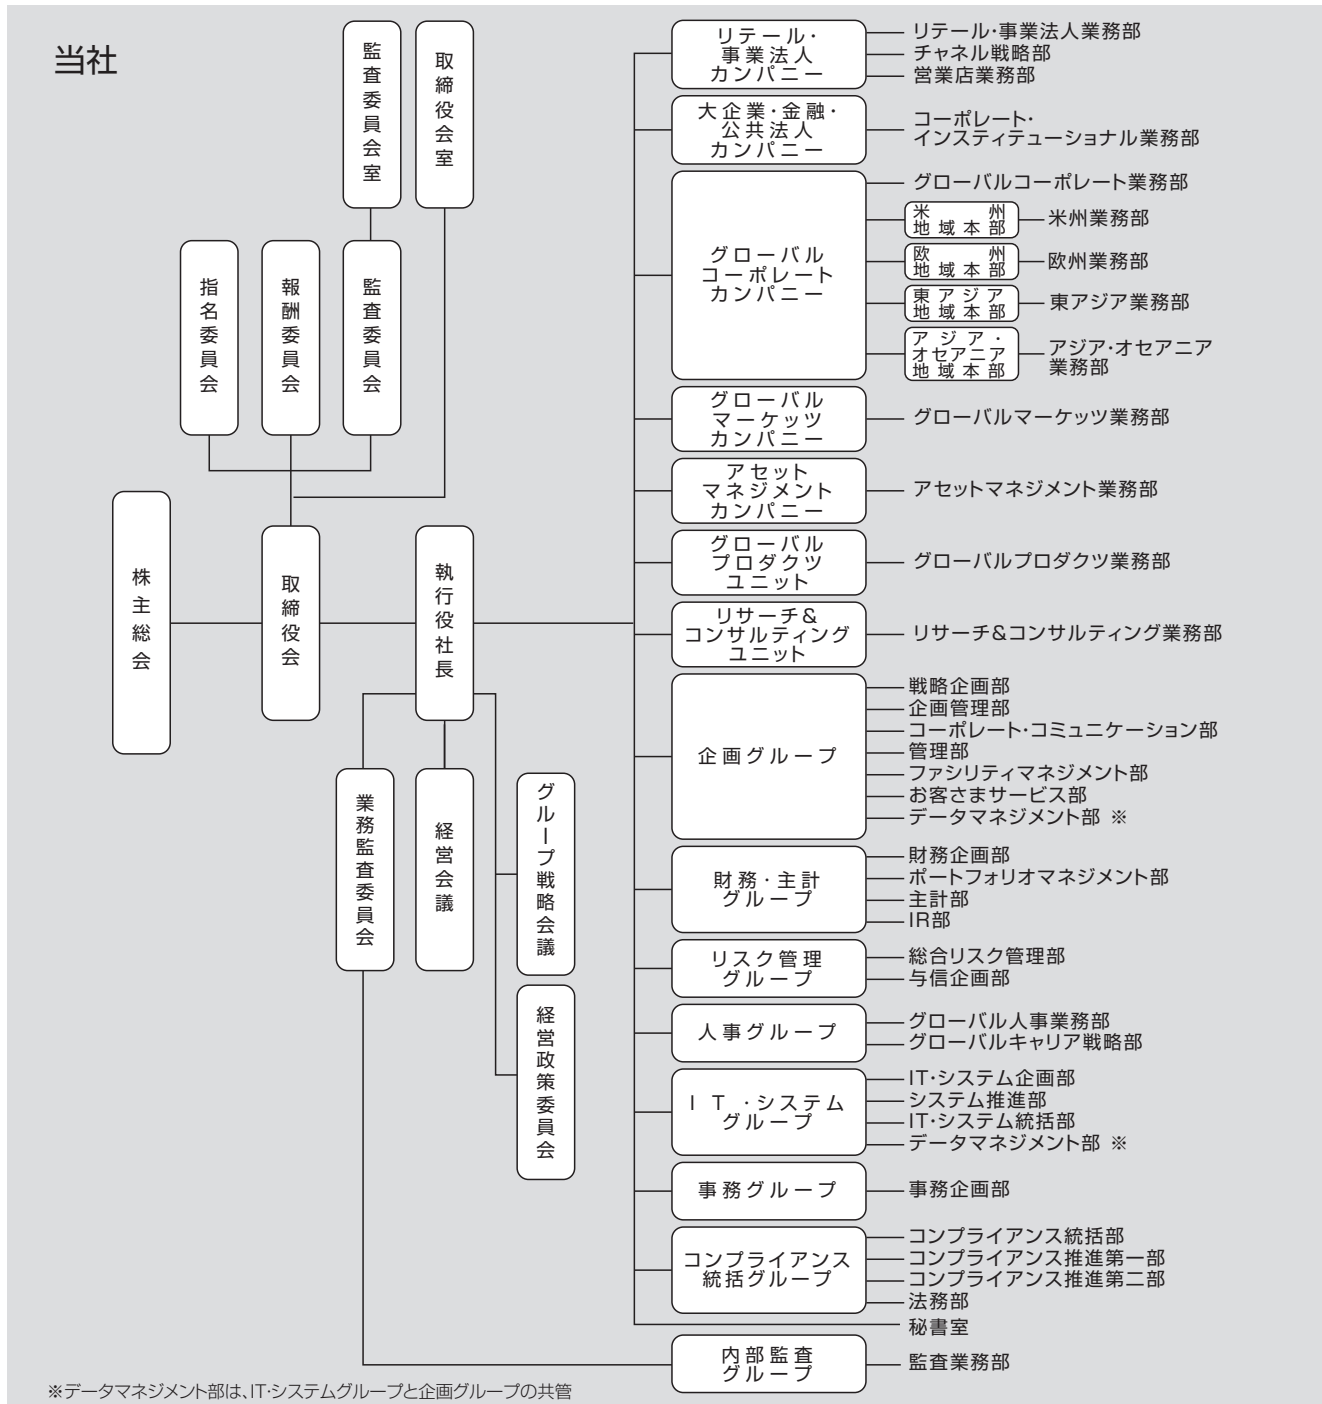 当社
監査委員会室
取締役会室
指名委員会
報酬委員会
監査委員会
株主総会
取締役会
執行役社長
業務監査委員会
経営会議
グループ戦略会議
経営政策委員会
リテール・
事業法人
カンパニー
リテール・事業法人業務部
チャネル戦略部
営業店業務部
大企業・金融・
公共法人
カンパニー
コーポレート・
インスティテューショナル業務部
グローバル
コーポレート
カンパニー
グローバルコーポレート業務部
米州
地域本部
米州業務部
欧州
地域本部
欧州業務部
東アジア
地域本部
東アジア業務部
アジア・
オセアニア
地域本部
アジア・オセアニア
業務部
グローバル
マーケッツ
カンパニー
グローバルマーケッツ業務部
アセット
マネジメント
カンパニー
アセットマネジメント業務部
グローバル
プロダクツ
ユニット
グローバルプロダクツ業務部
リサーチ&
コンサルティング
ユニット
リサーチ&コンサルティング業務部
企画グループ
戦略企画部
企画管理部
コーポレート・コミュニケーション部
管理部
ファシリティマネジメント部
お客さまサービス部
データマネジメント部 ※
財務・主計
グループ
財務企画部
ポートフォリオマネジメント部
主計部
IR部
リスク管理
グループ
総合リスク管理部
与信企画部
人事グループ
グローバル人事業務部
グローバルキャリア戦略部
IT・システム
グループ
IT・システム企画部
システム推進部
IT・システム統括部
データマネジメント部 ※
事務グループ
事務企画部
コンプライアンス
統括グループ
コンプライアンス統括部
コンプライアンス推進第一部
コンプライアンス推進第二部
法務部
秘書室
内部監査
グループ
監査業務部
※データマネジメント部は、IT・システムグループと企画グループの共管